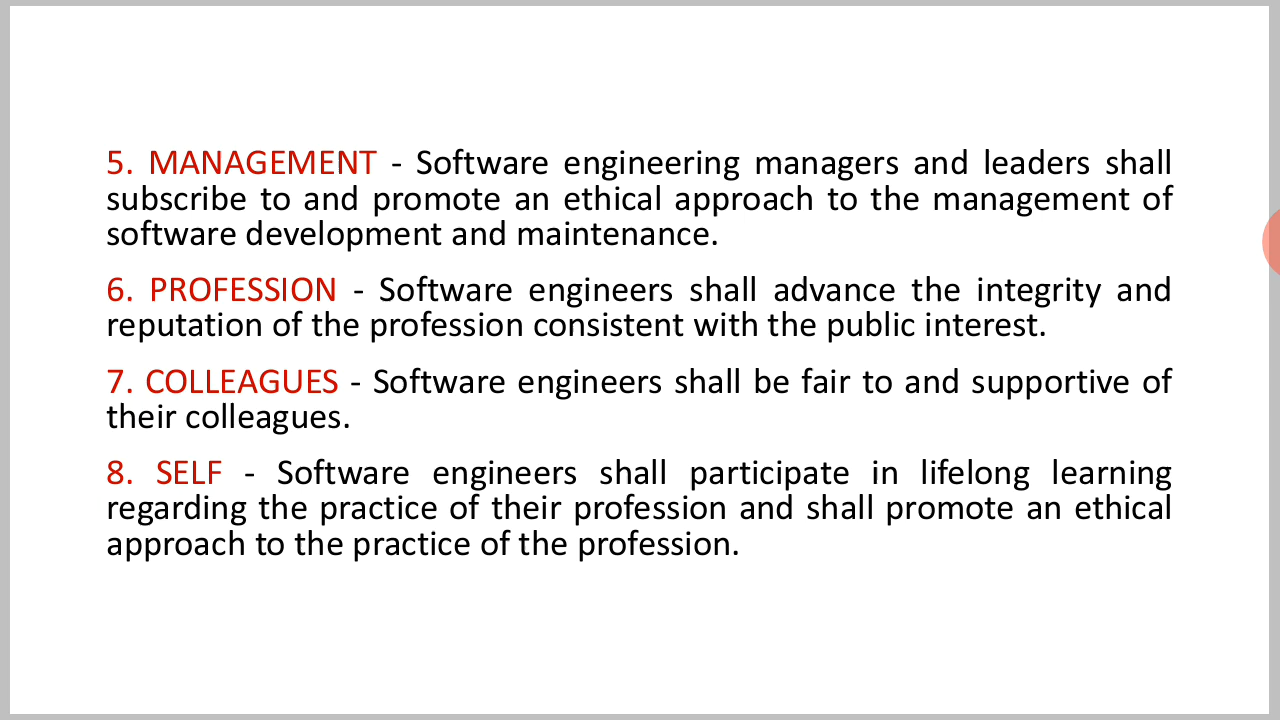 5. MANAGEMENT - Software engineering managers and leaders shall
subscribe to and promote an ethical approach to the management of
software development and maintenance.
6. PROFESSION - Software engineers shall advance the integrity and
reputation of the profession consistent with the public interest.
7. COLLEAGUES - Software engineers shall be fair to and supportive of
their colleagues.
8. SELF - Software engineers shall participate in lifelong learning
regarding the practice of their profession and shall promote an ethical
approach to the practice of the profession.